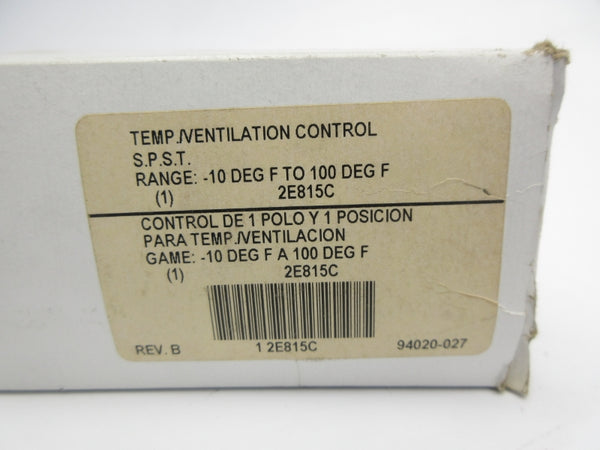 TEMP./VENTILATION CONTROL
S.P.S.T.
RANGE: -10 DEG F TO 100 DEG F
(1) 2E815C
CONTROL DE 1 POLO Y 1 POSICION
PARA TEMP./VENTILACION
GAME: -10 DEG F A 100 DEG F
(1) 2E815C
REV. B 1 2E815C 94020-027